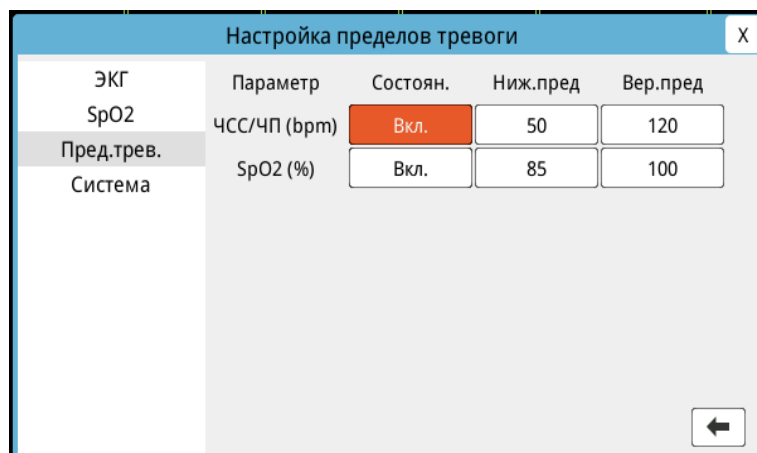 Настройка пределов тревоги X
ЭКГ
SpO2
Пред.трев.
Система
Параметр Состоян. Ниж.пред Вер.пред
ЧСС/ЧП (bpm) Вкл. 50 120
SpO2 (%) Вкл. 85 100